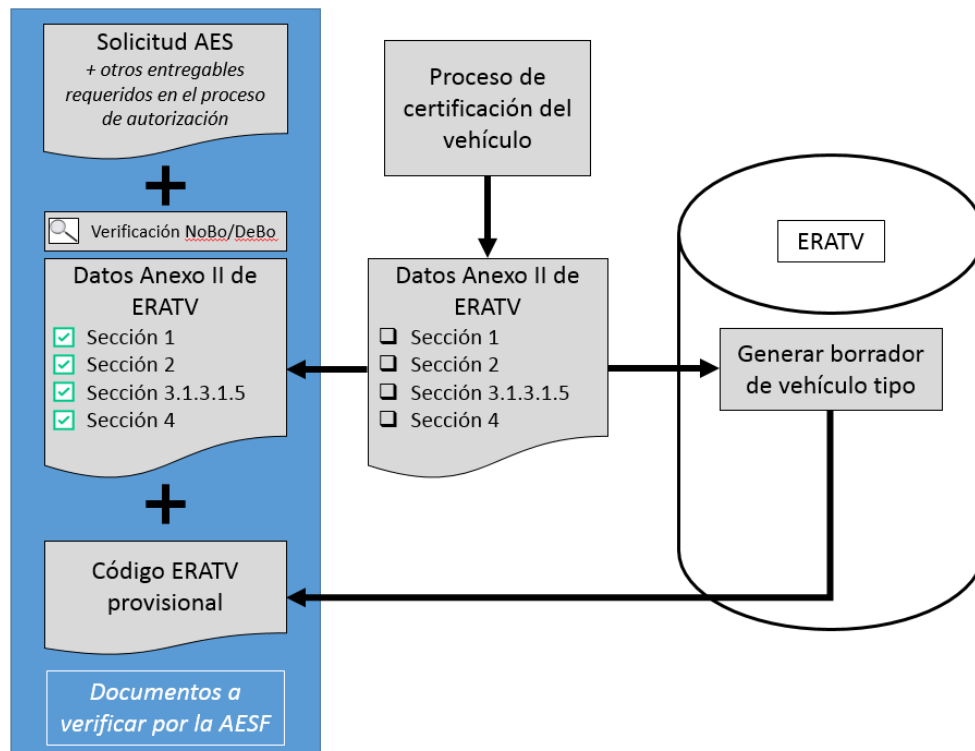 Solicitud AES
+ otros entregables
requeridos en el proceso
de autorización
Verificación NoBo/DeBo
Datos Anexo II de
ERATV
Sección 1
Sección 2
Sección 3.1.3.1.5
Sección 4
Código ERATV
provisional
Documentos a
verificar por la AESF
Proceso de
certificación del
vehículo
Datos Anexo II de
ERATV
Sección 1
Sección 2
Sección 3.1.3.1.5
Sección 4
ERATV
Generar borrador
de vehículo tipo